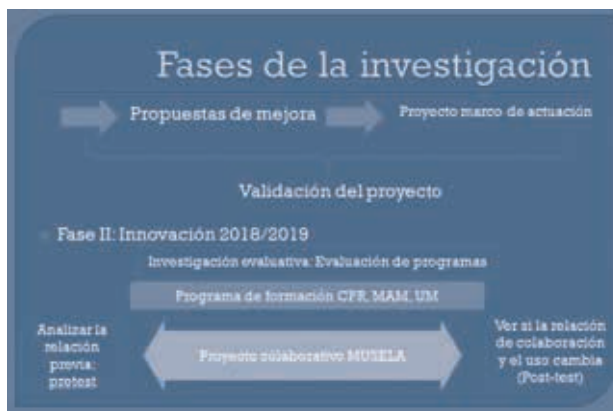 Fases de la investigación
Propuestas de mejora
Proyecto marco de actuación
Validación del proyecto
Fase II: Innovación 2018/2019
Investigación evaluativa: Evaluación de programas
Programa de formación CPR, MAM, UM
Analizar la
relación
previa:
pretest
Proyecto colaborativo MUSELA
Ver si la relación
de colaboración
y el uso cambia
(Post-test)